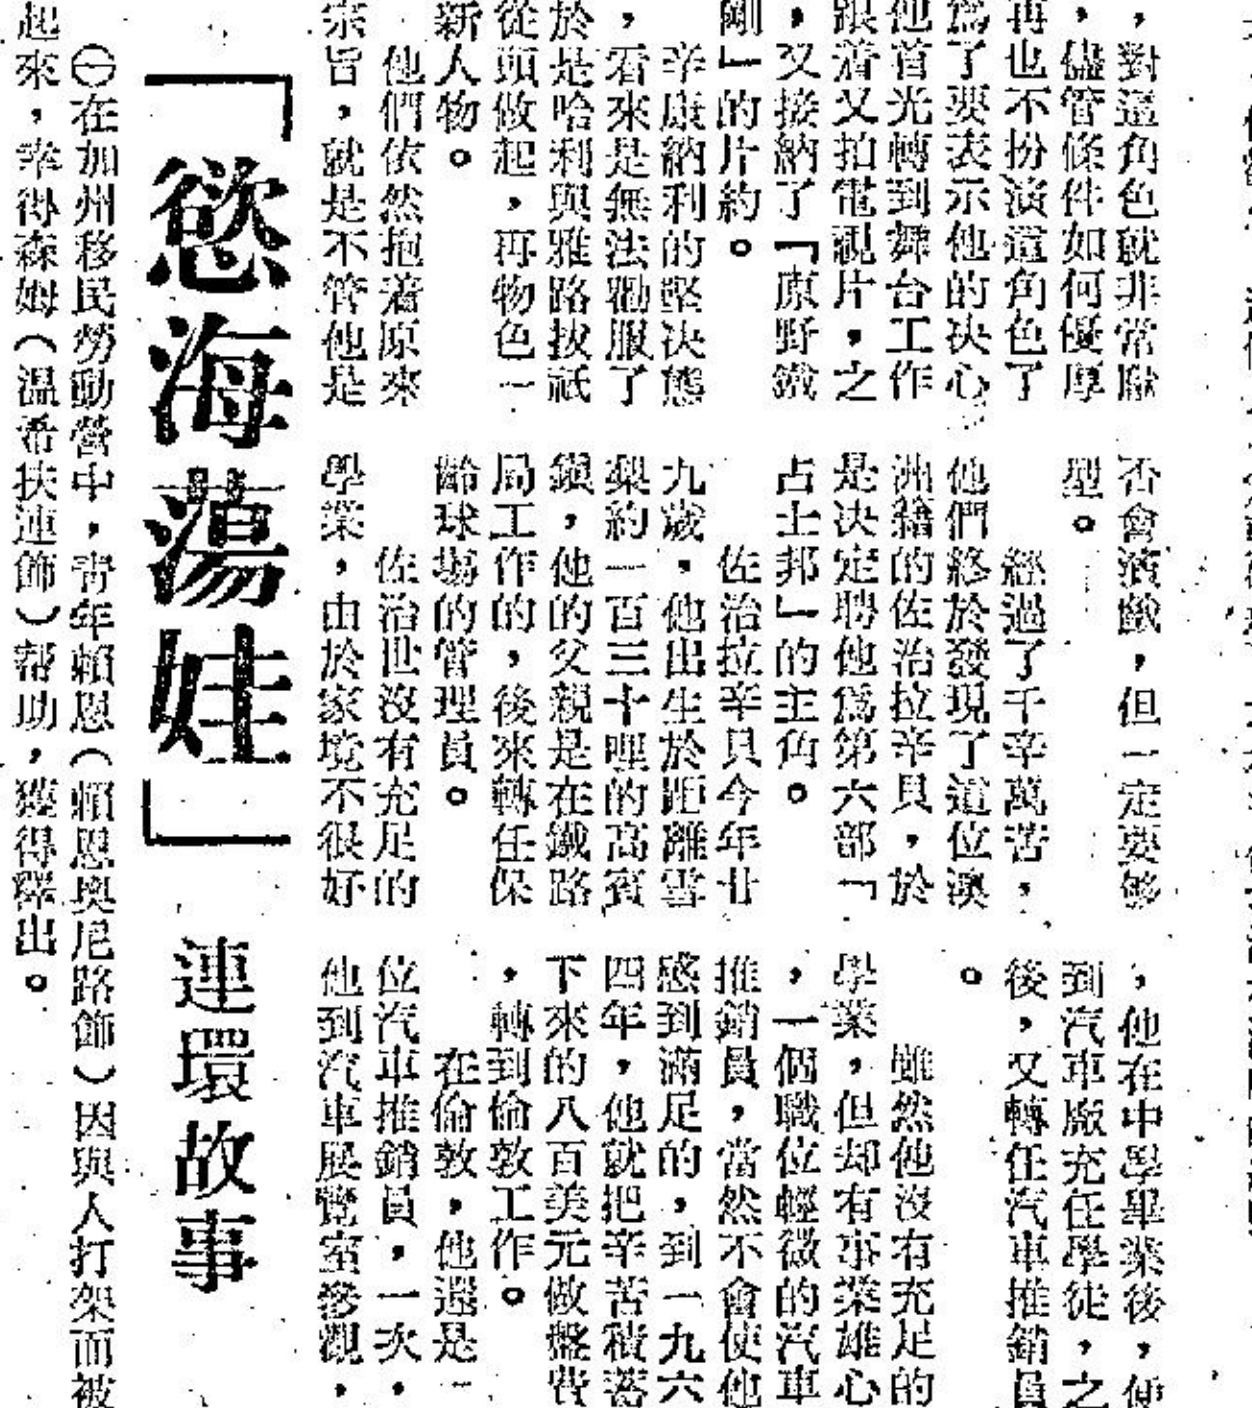 ，對這角色就非常厭
，儘管條件如何優厚
再也不扮演這角色了
爲了要表示他的决心
他首光轉到舞台工作
跟着又拍電視片，之
，又接納了「原野鐵
剛」的片約。
辛康納利的堅决態
，看來是無法勸服了
於是哈利與雅路拔祇
從頭做起，再物色一
新人物。
他們依然抱着原來
宗旨，就是不管他是
否會演戲，但一定要够
型。
經過了千辛萬苦，
他們終於發現了這位澳
洲籍的佐治拉辛貝，於
是决定聘他爲第六部「
占士邦」的主角。
佐治拉辛貝今年廿
九歲，他出生於距離雪
梨約一百三十哩的高賓
鎭，他的父親是在鐵路
局工作的，後來轉任保
齡球塲的管理員。
佐治世沒有充足的
學業，由於家境不很好
，他在中學畢業後，便
到汽車廠充任學徒，之
後，又轉任汽車推銷員
。
雖然他沒有充足的
學業，但却有事業雄心
，一個職位輕微的汽車
推銷員，當然不會使他
感到滿足的，到一九六
四年，他就把辛苦積蓄
下來的八百美元做盤費
，轉到倫敦工作。
在倫敦，他還是一
位汽車推銷員，一次，
他到汽車展覽室參觀，
「慾海蕩娃」連環故事
㊀在加州移民勞動營中，靑年賴恩（賴恩奥尼路飾）因與人打架而被
起來，幸得森姆（溫希扶連飾）帮助，獲得釋出。